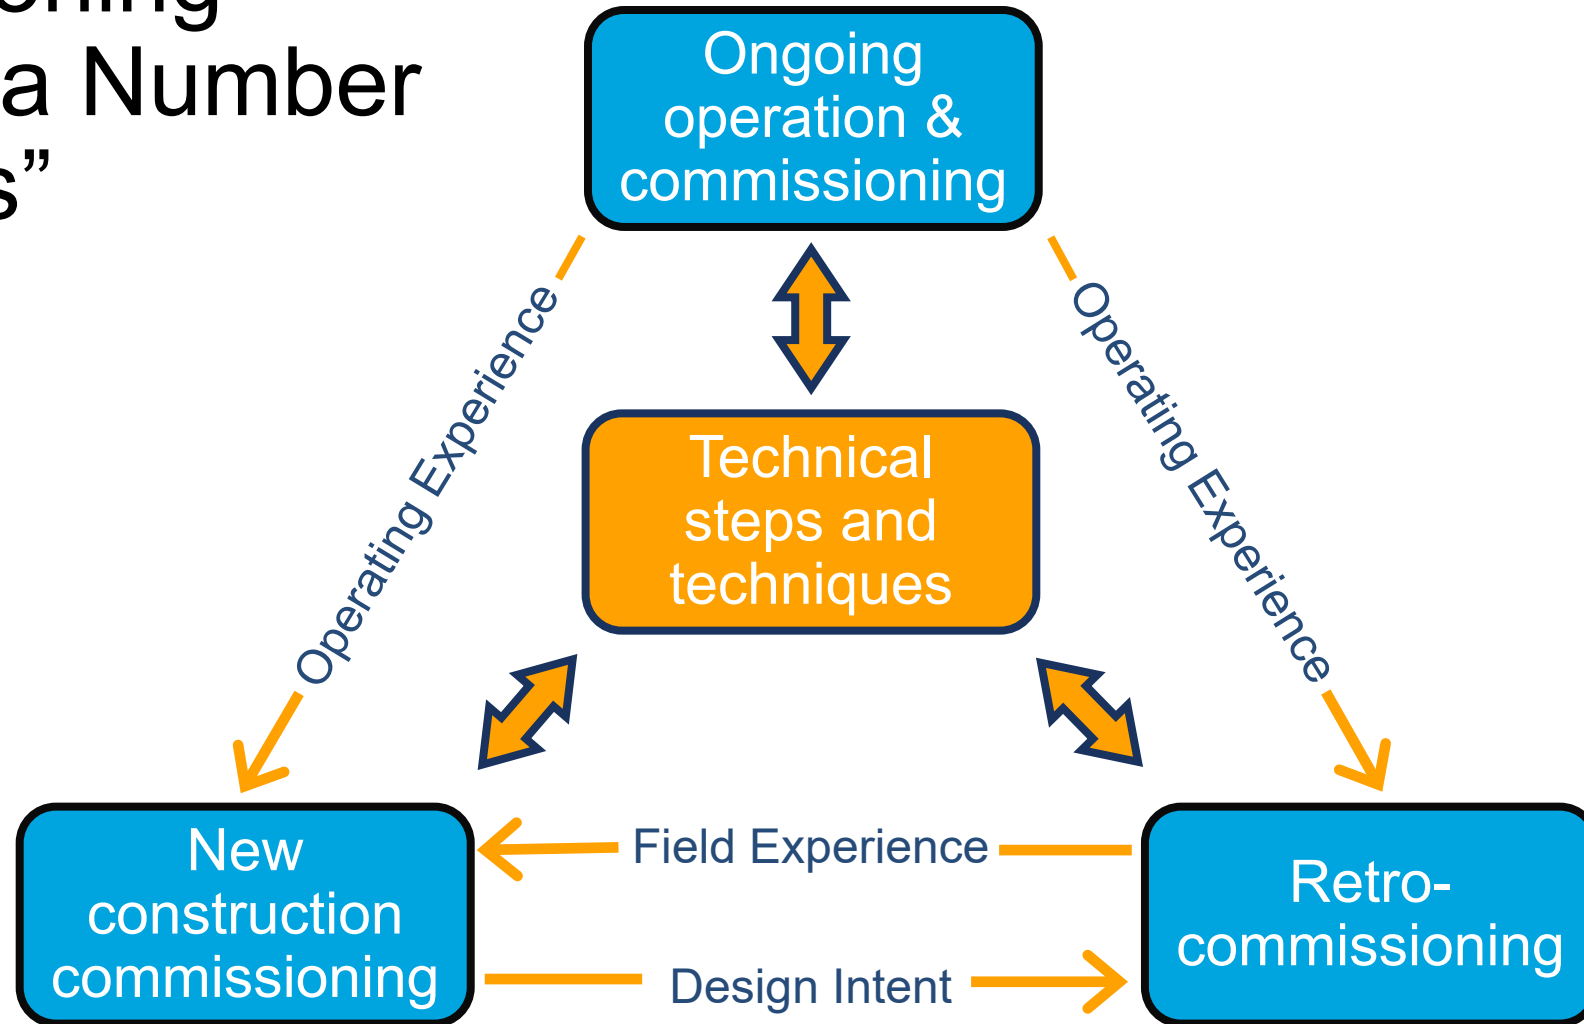 a Number
s”
Ongoing
operation &
commissioning
Operating Experience
Operating Experience
Technical
steps and
techniques
Field Experience
Design Intent
New
construction
commissioning
Retro-
commissioning